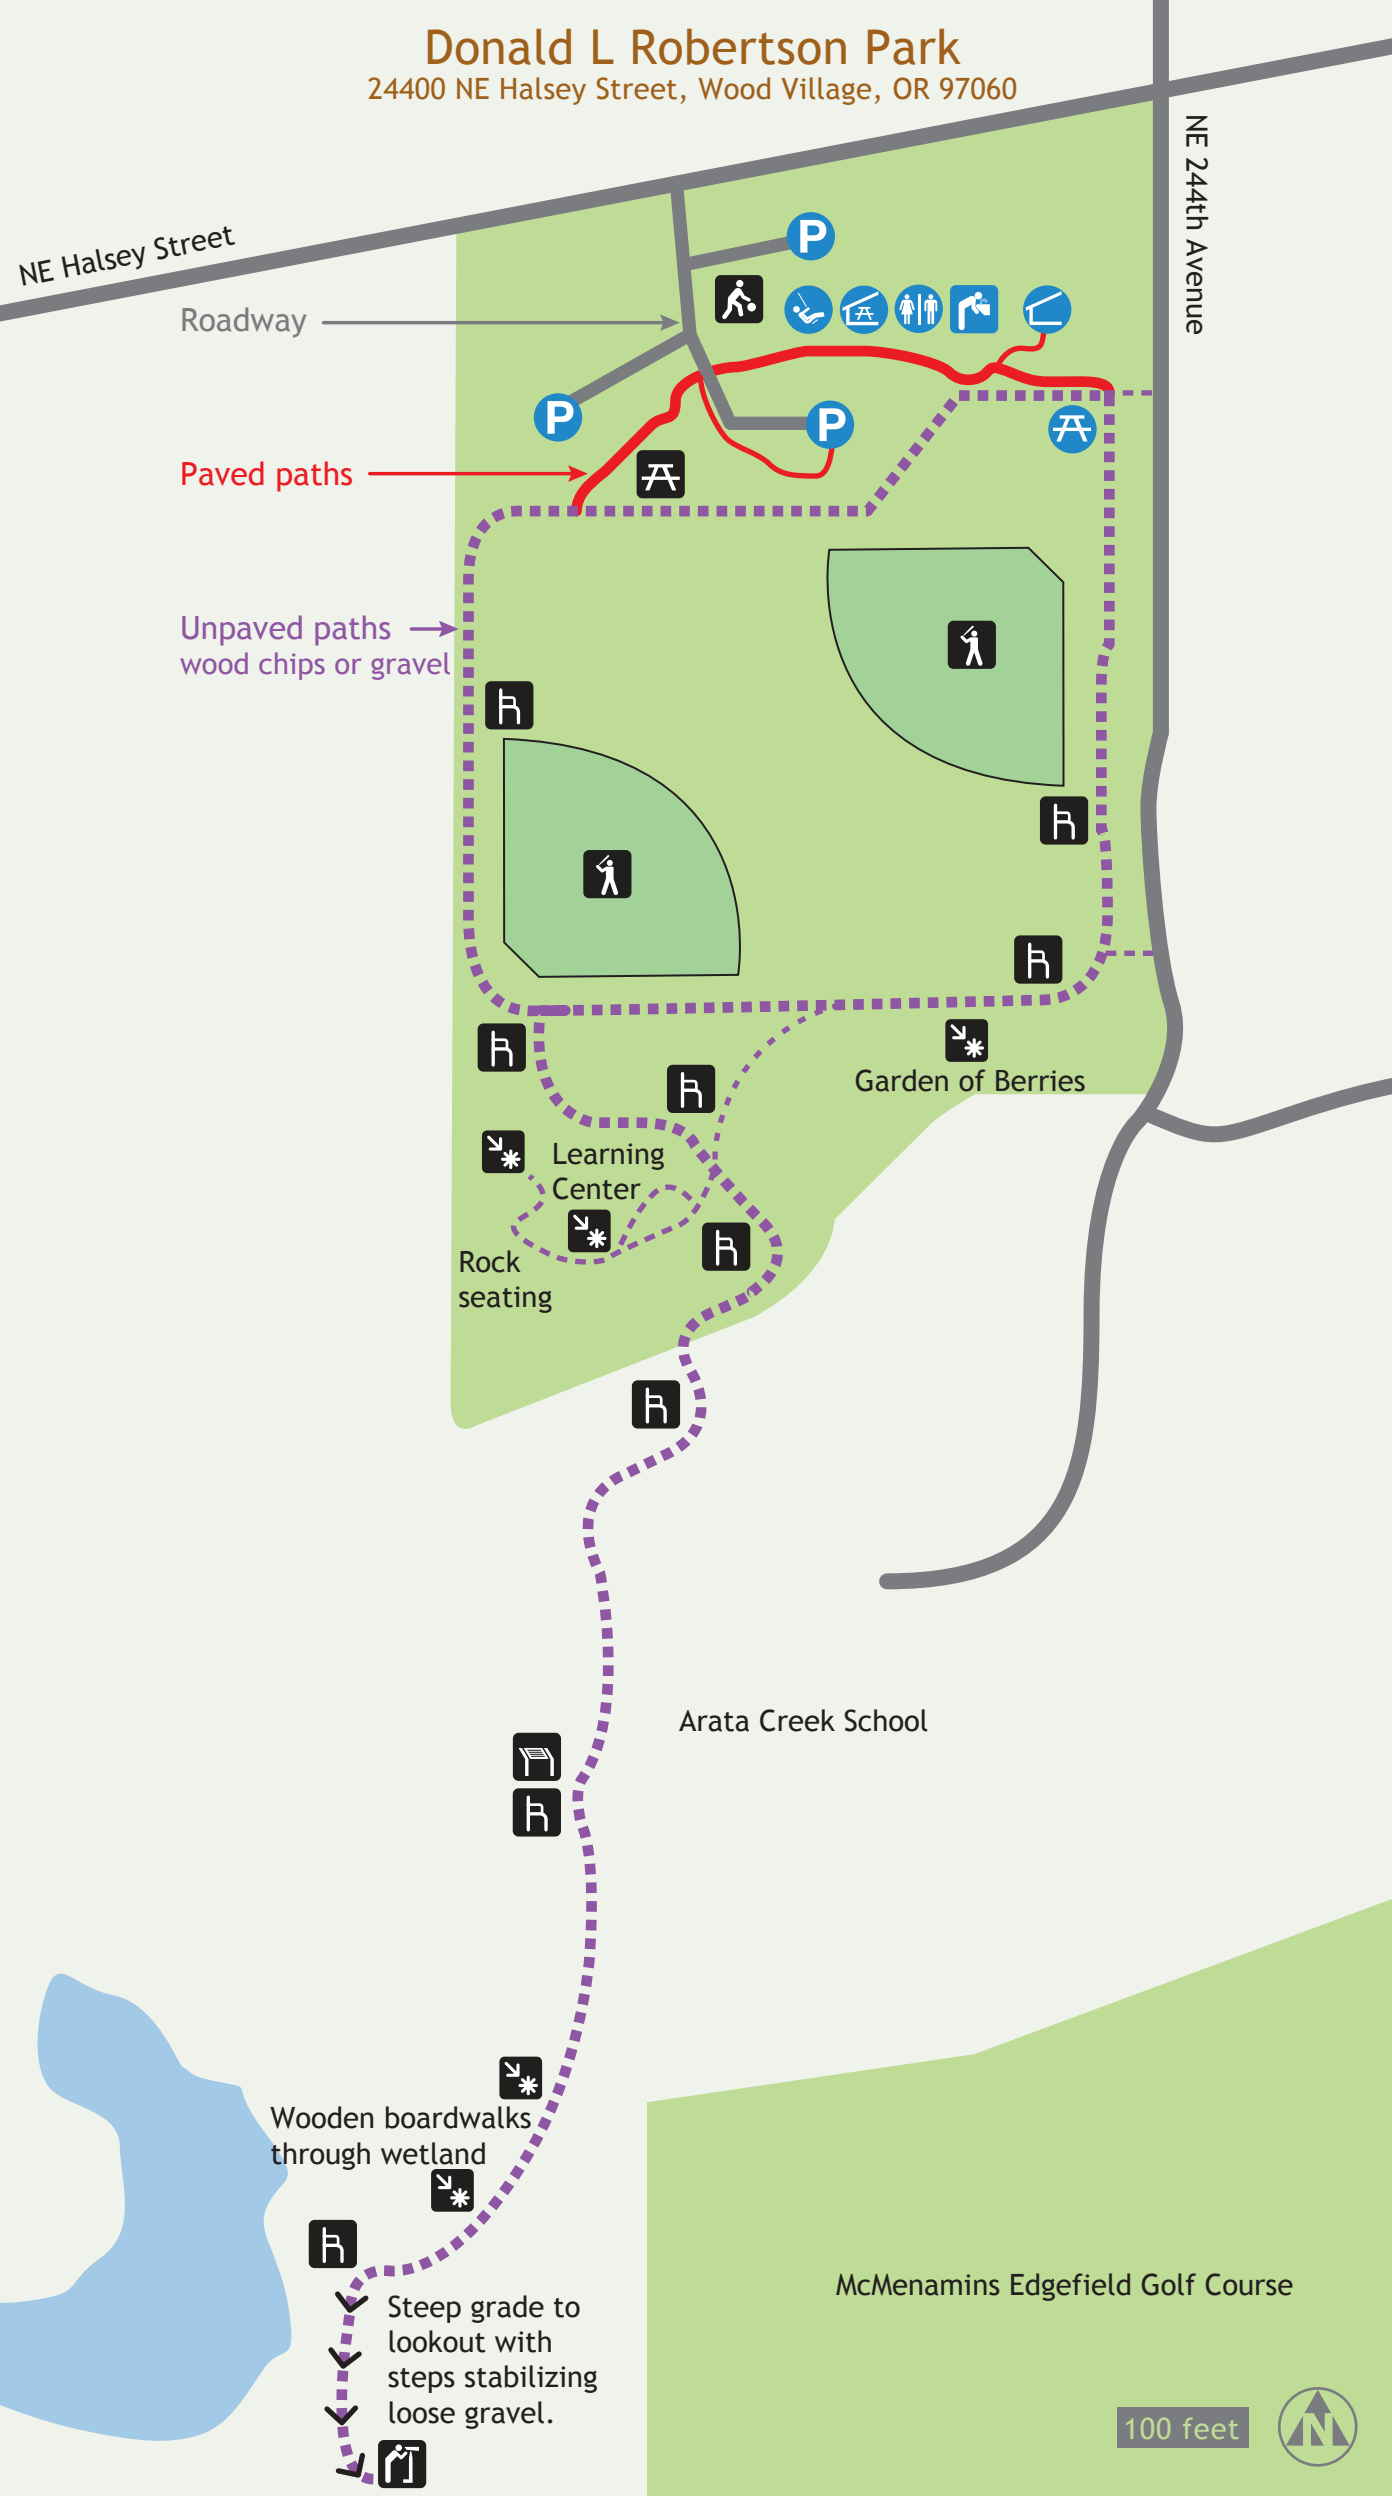 Donald L Robertson Park
24400 NE Halsey Street, Wood Village, OR 97060
NE 244th Avenue
NE Halsey Street
P
Roadway
P
P
Paved paths
Unpaved paths
wood chips or gravel
Garden of Berries
Learning
Center
Rock
seating
Arata Creek School
Wooden boardwalks
through wetland
McMenamins Edgefield Golf Course
Steep grade to
lookout with
steps stabilizing
loose gravel.
100 feet
N